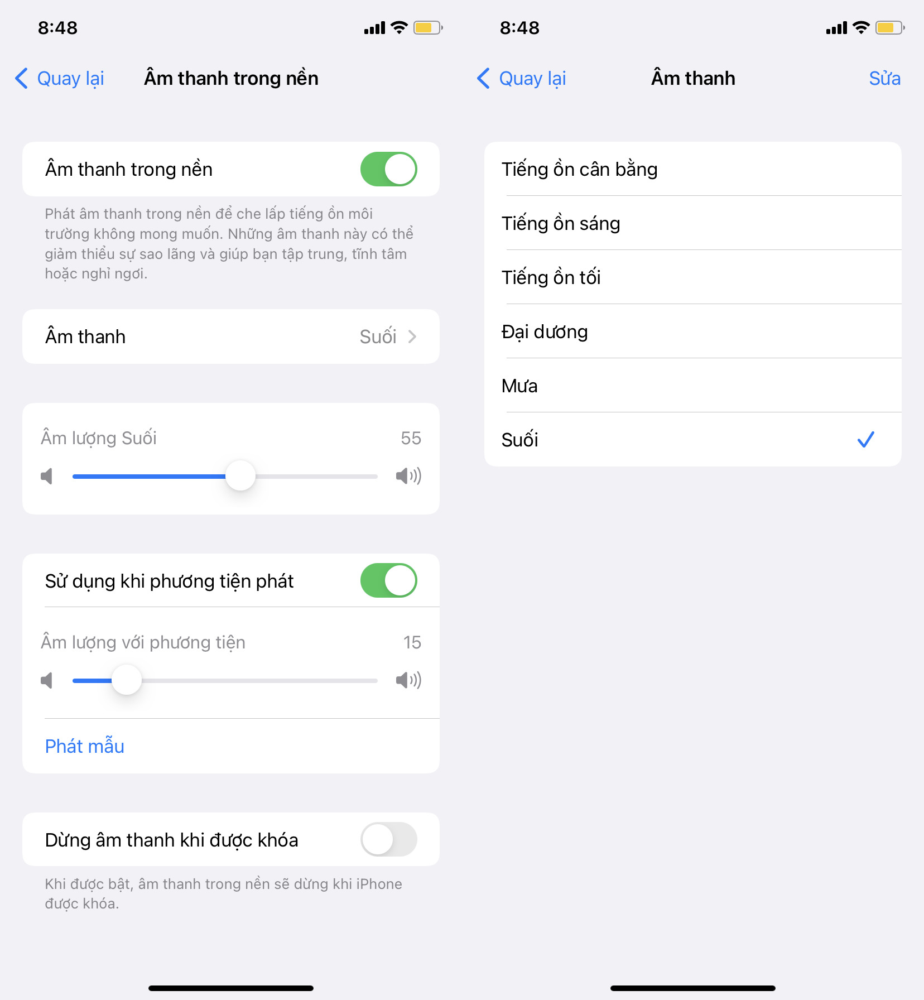 8:48
Quay lại
Âm thanh trong nền
Âm thanh trong nền
Phát âm thanh trong nền để che lấp tiếng ồn môi
trường không mong muốn. Những âm thanh này có thể
giảm thiểu sự sao lãng và giúp bạn tập trung, tĩnh tâm
hoặc nghỉ ngơi.
Âm thanh
Suối
Âm lượng Suối
55
Sử dụng khi phương tiện phát
Âm lượng với phương tiện
15
Phát mẫu
Dừng âm thanh khi được khóa
Khi được bật, âm thanh trong nền sẽ dừng khi iPhone
được khóa.
8:48
Quay lại
Âm thanh
Sửa
Tiếng ồn cân bằng
Tiếng ồn sáng
Tiếng ồn tối
Đại dương
Mưa
Suối